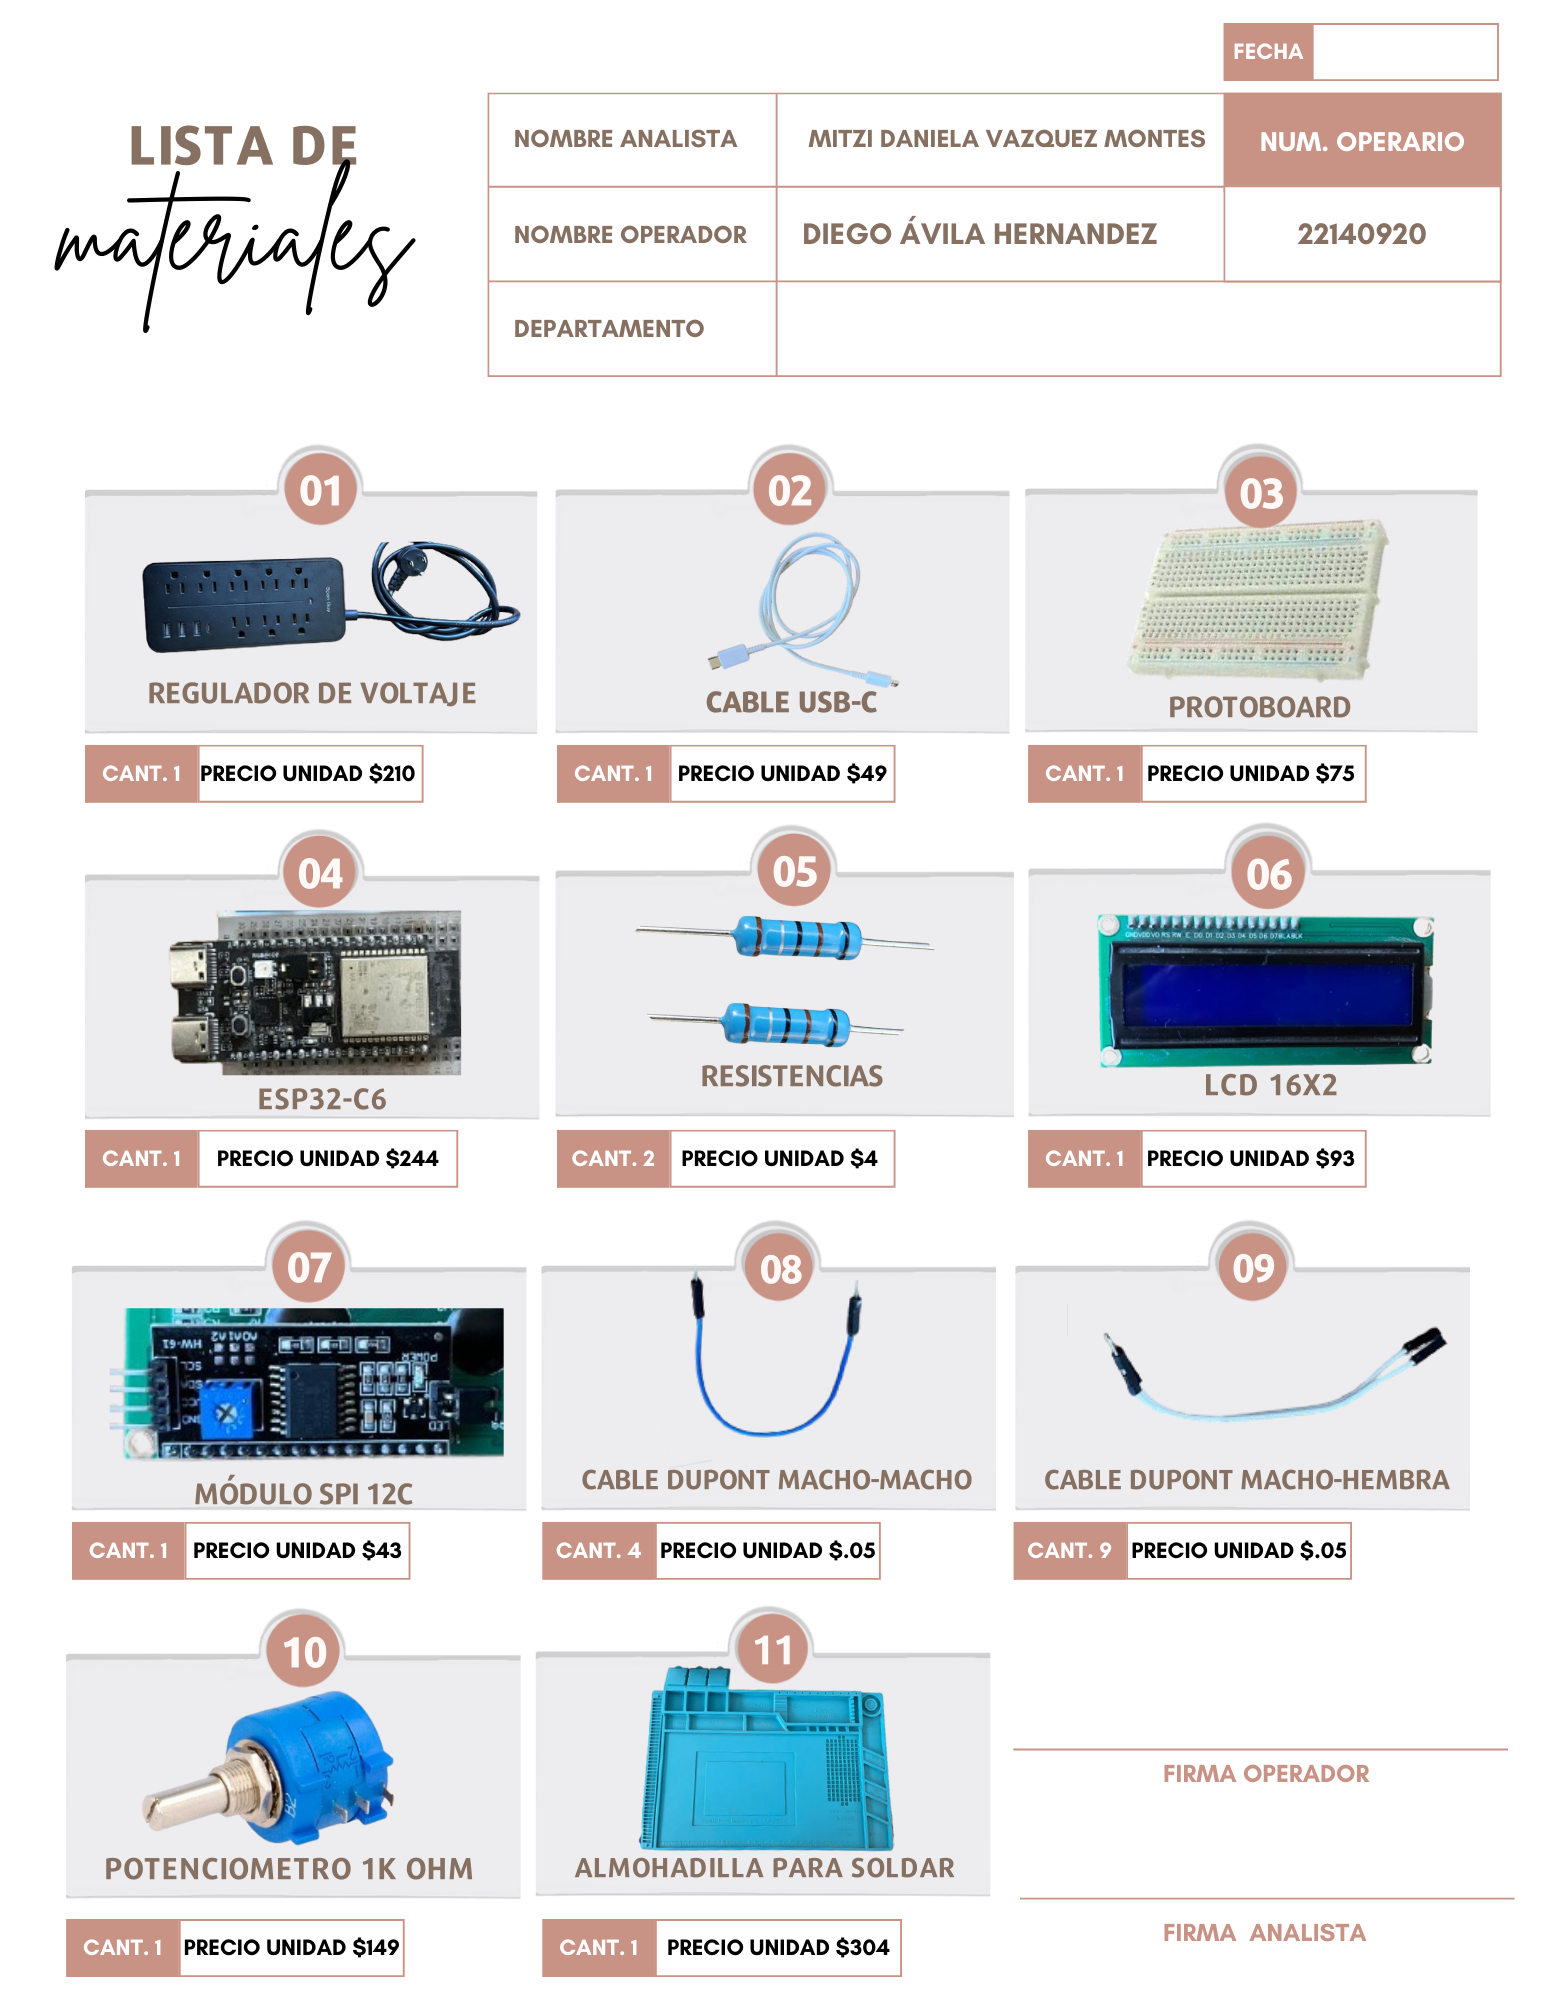 FECHA
LISTA DE
materiales
NOMBRE ANALISTA
MITZI DANIELA VAZQUEZ MONTES
NUM. OPERARIO
NOMBRE OPERADOR
DIEGO ÁVILA HERNANDEZ
22140920
DEPARTAMENTO
01
REGULADOR DE VOLTAJE
CANT. 1
PRECIO UNIDAD $210
02
CABLE USB-C
CANT. 1
PRECIO UNIDAD $49
03
PROTOBOARD
CANT. 1
PRECIO UNIDAD $75
04
ESP32-C6
CANT. 1
PRECIO UNIDAD $244
05
RESISTENCIAS
CANT. 2
PRECIO UNIDAD $4
06
LCD 16X2
CANT. 1
PRECIO UNIDAD $93
07
HW-61
SCL
POWER
LED
MÓDULO SPI 12C
CANT. 1
PRECIO UNIDAD $43
08
CABLE DUPONT MACHO-MACHO
CANT. 4
PRECIO UNIDAD $.05
09
CABLE DUPONT MACHO-HEMBRA
CANT. 9
PRECIO UNIDAD $.05
10
POTENCIOMETRO 1K OHM
CANT. 1
PRECIO UNIDAD $149
11
ALMOHADILLA PARA SOLDAR
CANT. 1
PRECIO UNIDAD $304
FIRMA OPERADOR
FIRMA ANALISTA